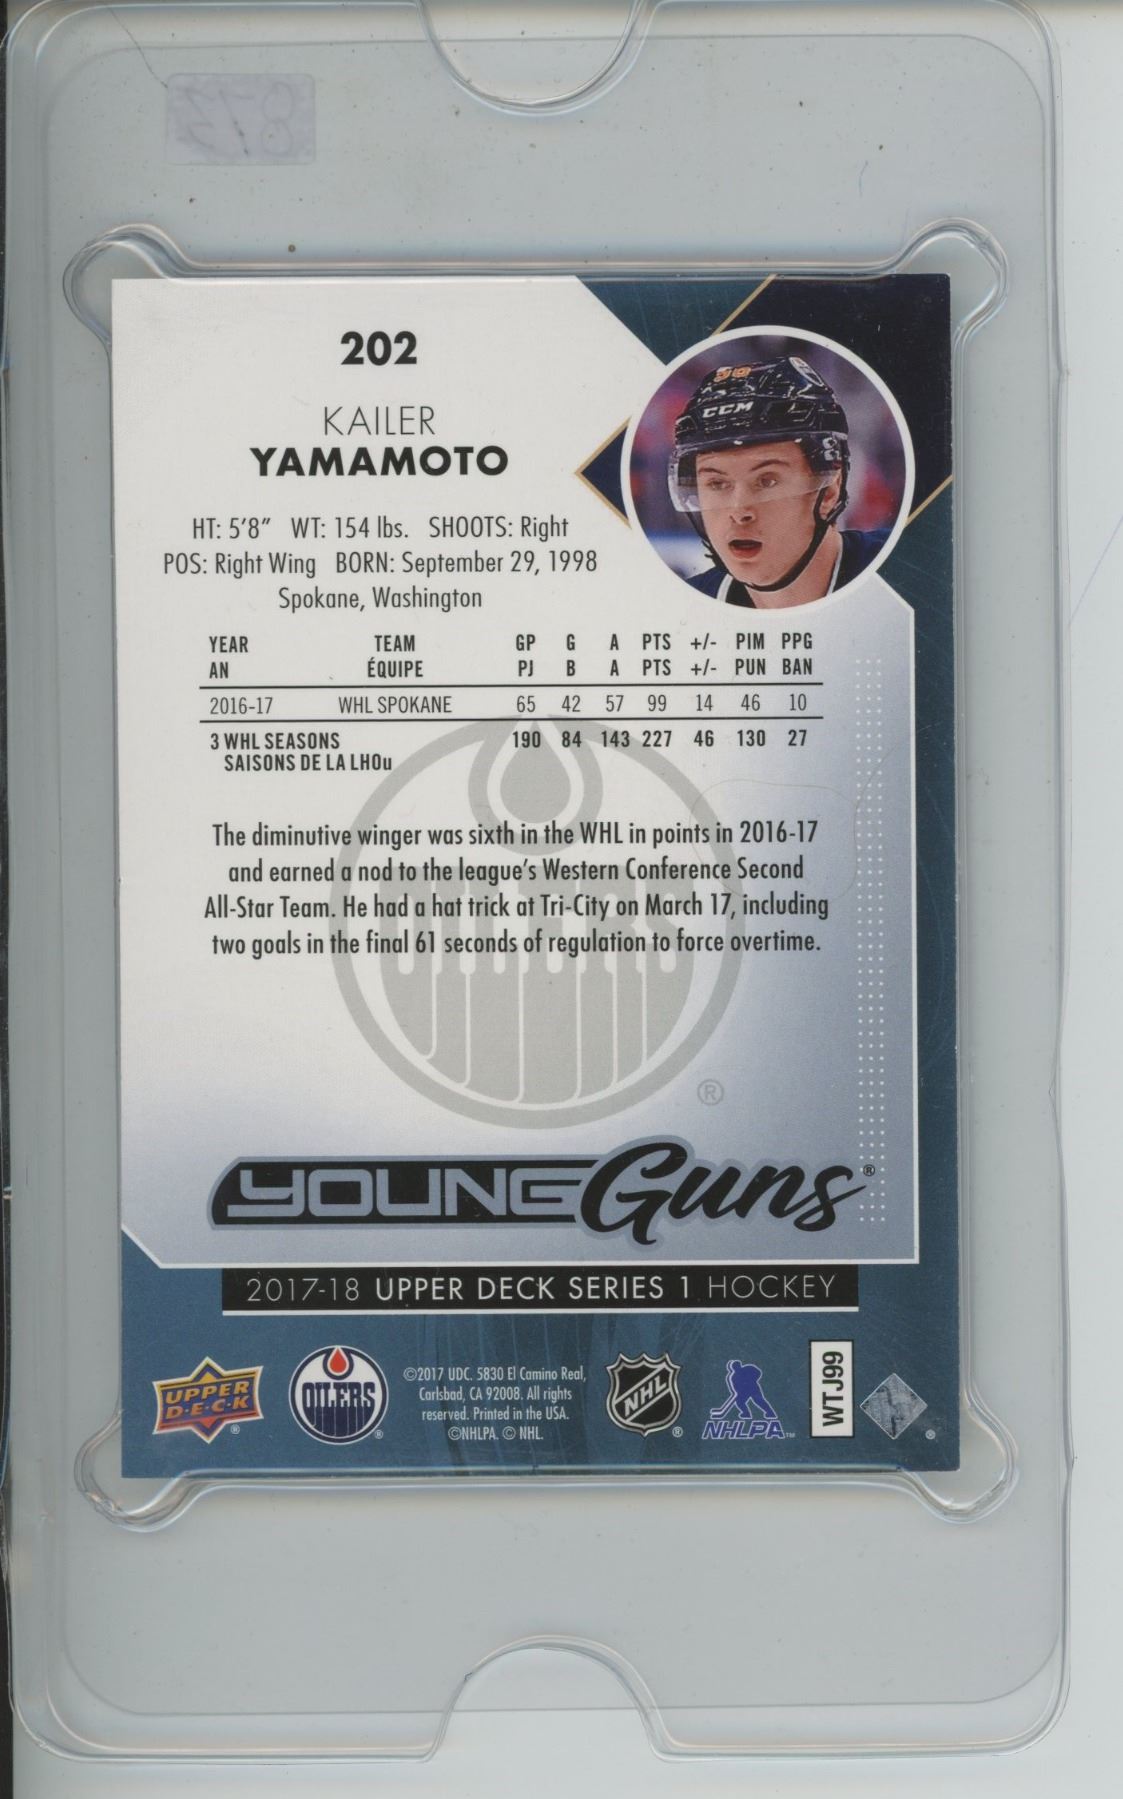 873
202
KAILER
YAMAMOTO
CCM
HT: 5'8" WT: 154 lbs. SHOOTS: Right
POS: Right Wing BORN: September 29, 1998
Spokane, Washington
YEAR TEAM GP G A PTS +/- PIM PPG
AN ÉQUIPE PJ B A PTS +/- PUN BAN
2016-17 WHL SPOKANE 65 42 57 99 14 46 10
3 WHL SEASONS 190 84 143 227 46 130 27
SAISONS DE LA LHOu
OILERS
The diminutive winger was sixth in the WHL in points in 2016-17
and earned a nod to the league's Western Conference Second
All-Star Team. He had a hat trick at Tri-City on March 17, including
two goals in the final 61 seconds of regulation to force overtime.
®
YOUNG Guns®
2017-18 UPPER DECK SERIES 1 HOCKEY
UPPER
D·E·C·K
®
OILERS
®
©2017 UDC. 5830 El Camino Real,
Carlsbad, CA 92008. All rights
reserved. Printed in the USA.
©NHLPA. © NHL.
NHL
®
NHLPA™
WTJ99
®